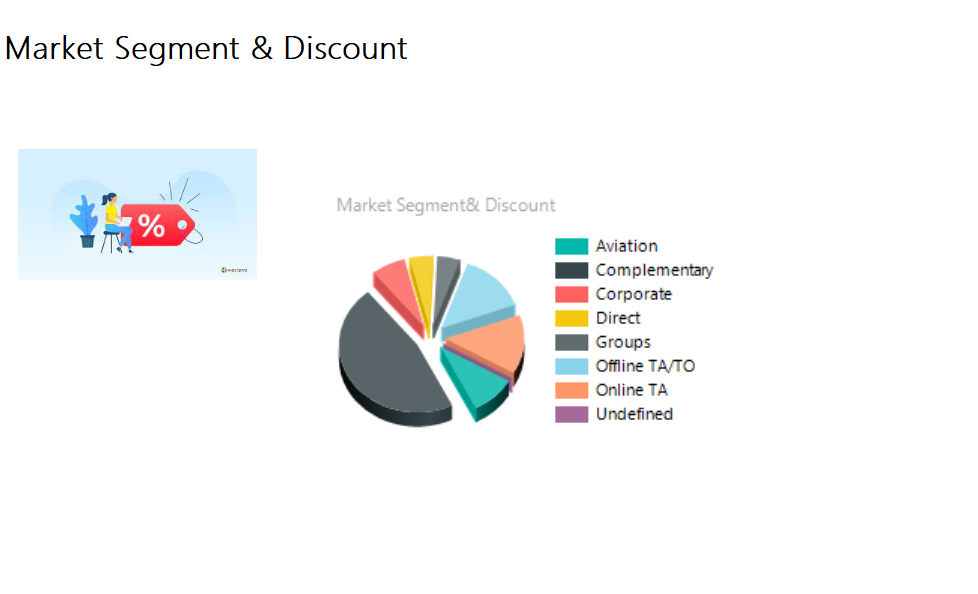 Market Segment & Discount
%
Market Segment& Discount
Aviation
Complementary
Corporate
Direct
Groups
Offline TA/TO
Online TA
Undefined